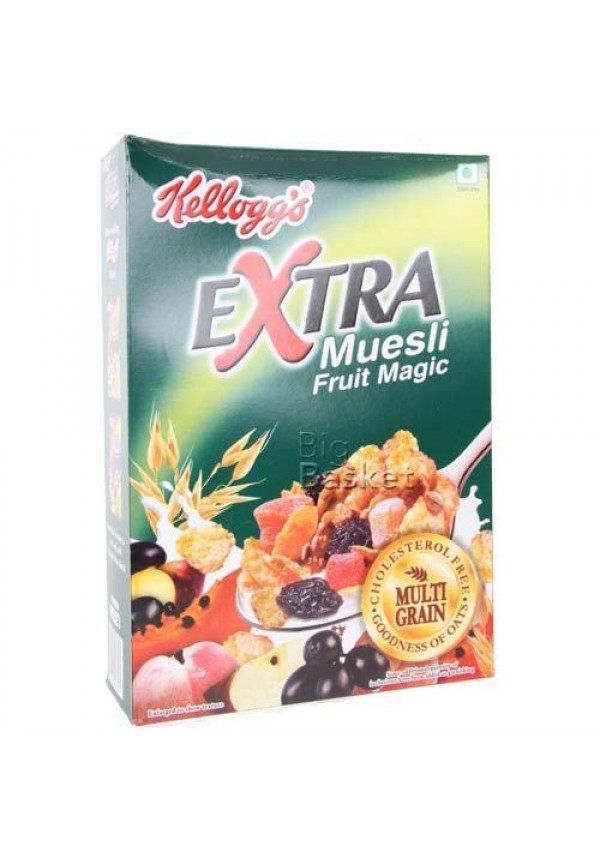 Kellogg's®
EXTRA
Muesli
Fruit Magic
Big
Basket
CHOLESTEROL FREE
MULTI
GRAIN
GOODNESS OF OATS
Enlarged to show texture